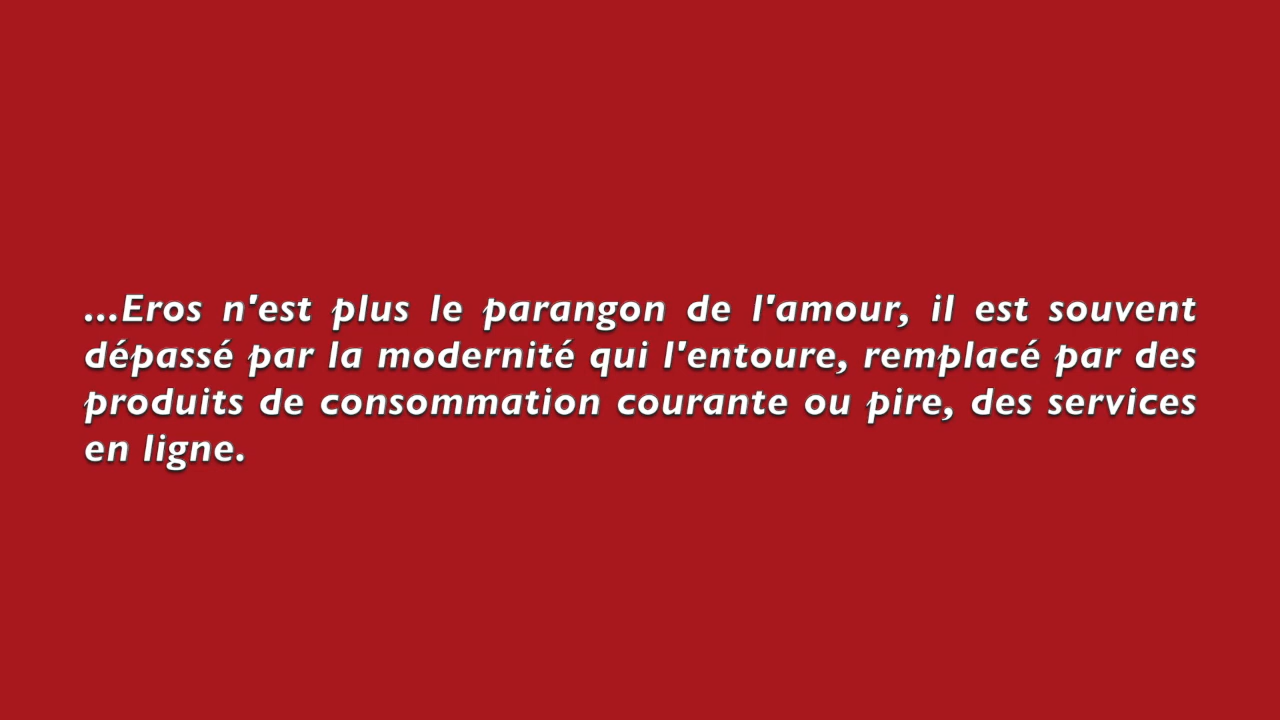 ...Eros n'est plus le parangon de l'amour, il est souvent
dépassé par la modernité qui l'entoure, remplacé par des
produits de consommation courante ou pire, des services
en ligne.